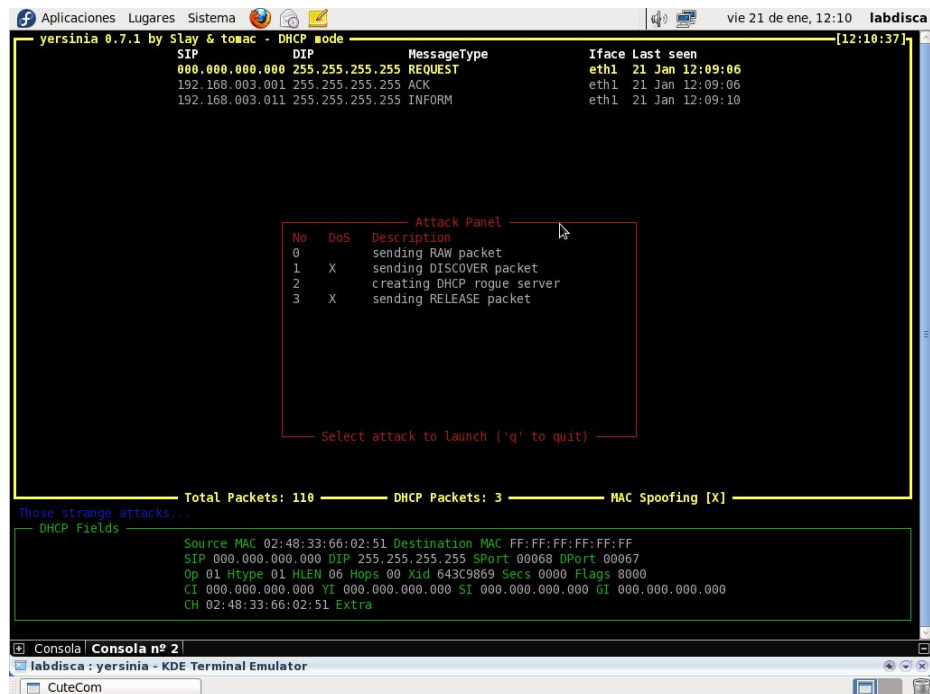 Aplicaciones Lugares Sistema vie 21 de ene, 12:10 labdisca
yersinia 0.7.1 by Slay & tomac - DHCP mode [12:10:37]
SIP DIP MessageType Iface Last seen
000.000.000.000 255.255.255.255 REQUEST eth1 21 Jan 12:09:06
192.168.003.001 255.255.255.255 ACK eth1 21 Jan 12:09:06
192.168.003.011 255.255.255.255 INFORM eth1 21 Jan 12:09:10
Attack Panel
No DoS Description
0 sending RAW packet
1 X sending DISCOVER packet
2 creating DHCP rogue server
3 X sending RELEASE packet
Select attack to launch ('q' to quit)
Total Packets: 110 DHCP Packets: 3 MAC Spoofing [X]
Those strange attacks...
DHCP Fields
Source MAC 02:48:33:66:02:51 Destination MAC FF:FF:FF:FF:FF:FF
SIP 000.000.000.000 DIP 255.255.255.255 SPort 00068 DPort 00067
Op 01 Htype 01 HLEN 06 Hops 00 Xid 643C9869 Secs 0000 Flags 8000
CI 000.000.000.000 YI 000.000.000.000 SI 000.000.000.000 GI 000.000.000.000
CH 02:48:33:66:02:51 Extra
Consola Consola nº 2
labdisca : yersinia - KDE Terminal Emulator
CuteCom